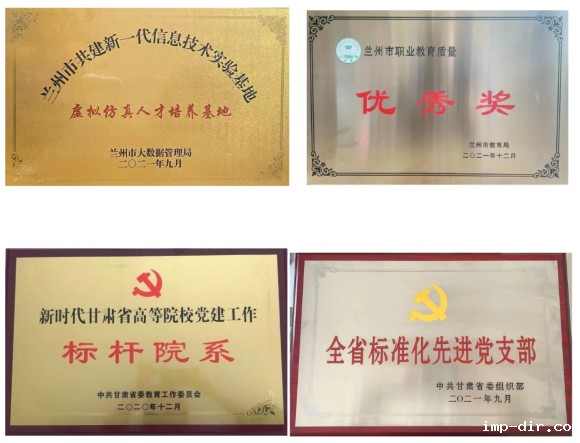 兰州市共建新一代信息技术实验基地
虚拟仿真人才培养基地
兰州市大数据管理局
二〇二一年九月
兰州市职业教育质量
优秀奖
兰州市教育局
二〇二一年十二月
新时代甘肃省高等院校党建工作
标杆院系
中共甘肃省委教育工作委员会
二〇二〇年十二月
全省标准化先进党支部
中共甘肃省委组织部
二〇二一年九月
imp-dir.co